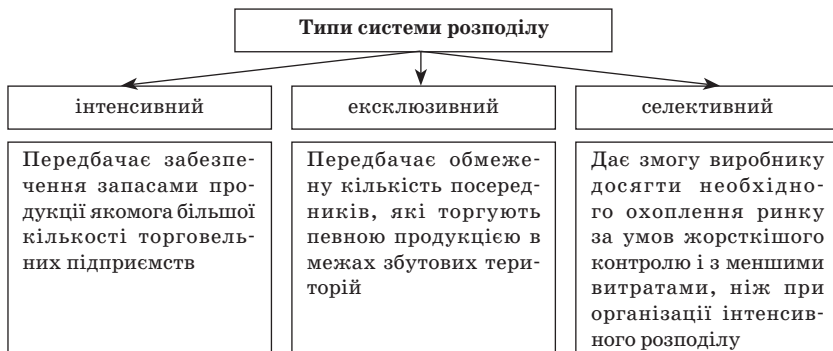 Типи системи розподілу
інтенсивний
ексклюзивний
селективний
Передбачає забезпе-
чення запасами про-
дукції якомога більшої
кількості торговель-
них підприємств
Передбачає обмеже-
ну кількість посеред-
ників, які торгують
певною продукцією в
межах збутових тери-
торій
Дає змогу виробнику
досягти необхідно-
го охоплення ринку
за умов жорсткішого
контролю і з меншими
витратами, ніж при
організації інтенсив-
ного розподілу